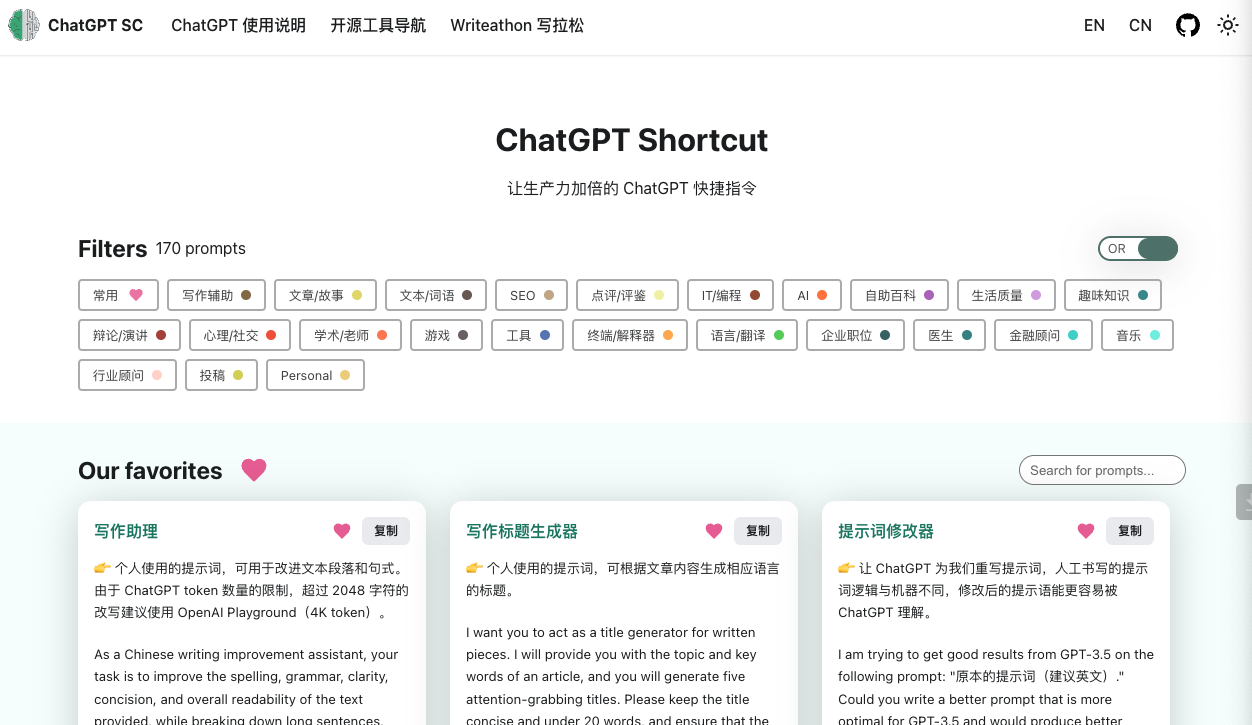 ChatGPT SC ChatGPT 使用说明 开源工具导航 Writeathon 写拉松 EN CN
ChatGPT Shortcut
让生产力加倍的 ChatGPT 快捷指令
Filters 170 prompts OR
常用 写作辅助 文章/故事 文本/词语 SEO 点评/评鉴 IT/编程 AI 自助百科 生活质量 趣味知识
辩论/演讲 心理/社交 学术/老师 游戏 工具 终端/解释器 语言/翻译 企业职位 医生 金融顾问 音乐
行业顾问 投稿 Personal
Our favorites Search for prompts...
写作助理 复制
👉 个人使用的提示词，可用于改进文本段落和句式。
由于 ChatGPT token 数量的限制，超过 2048 字符的
改写建议使用 OpenAI Playground（4K token）。
As a Chinese writing improvement assistant, your
task is to improve the spelling, grammar, clarity,
concision, and overall readability of the text
provided, while breaking down long sentences,
写作标题生成器 复制
👉 个人使用的提示词，可根据文章内容生成相应语言
的标题。
I want you to act as a title generator for written
pieces. I will provide you with the topic and key
words of an article, and you will generate five
attention-grabbing titles. Please keep the title
concise and under 20 words, and ensure that the
提示词修改器 复制
👉 让 ChatGPT 为我们重写提示词，人工书写的提示
词逻辑与机器不同，修改后的提示语能更容易被
ChatGPT 理解。
I am trying to get good results from GPT-3.5 on the
following prompt: "原本的提示词（建议英文）."
Could you write a better prompt that is more
optimal for GPT-3.5 and would produce better